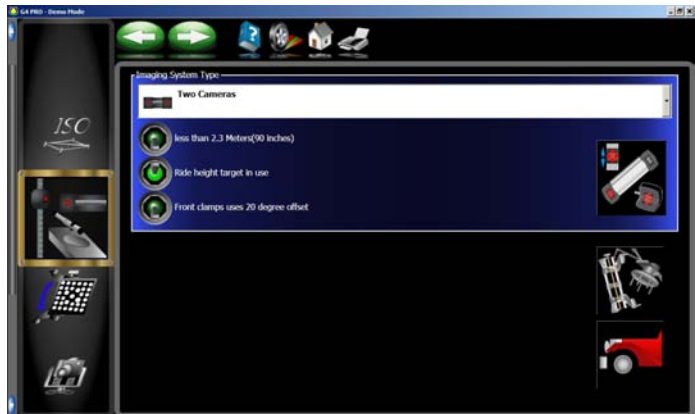 G4 PRO - Demo Mode
Imaging System Type
Two Cameras
ISO
less than 2.3 Meters(90 inches)
Ride height target in use
Front clamps uses 20 degree offset